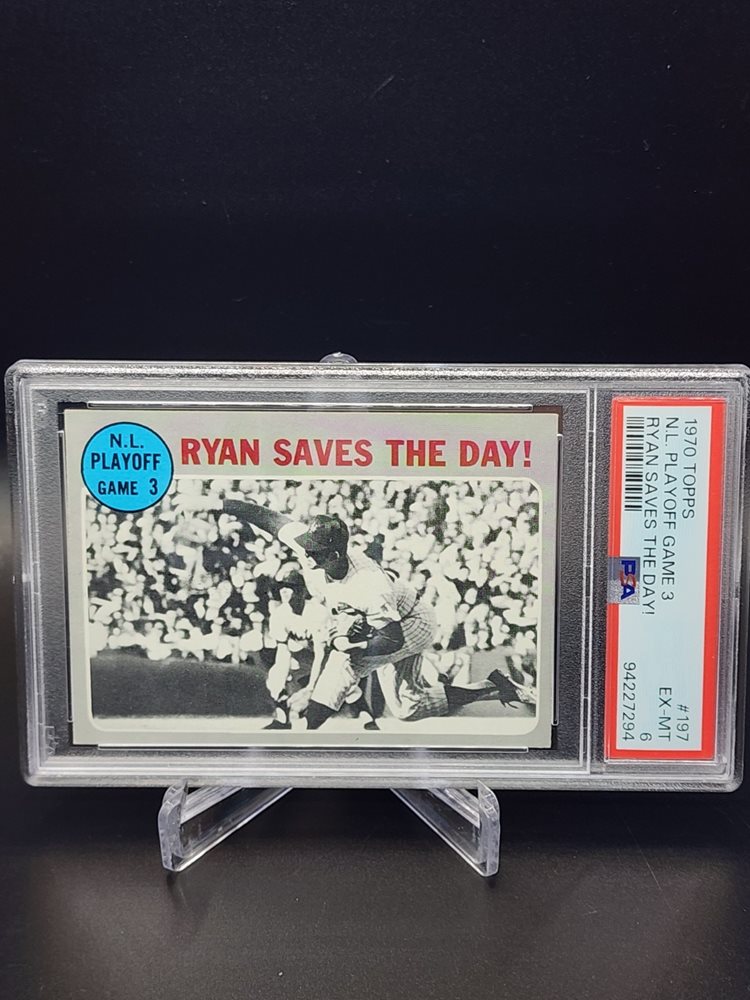 N.L.
PLAYOFF
GAME 3
RYAN SAVES THE DAY!
1970 TOPPS
N.L. PLAYOFF GAME 3
RYAN SAVES THE DAY!
#197
EX-MT
6
94227294
PSA